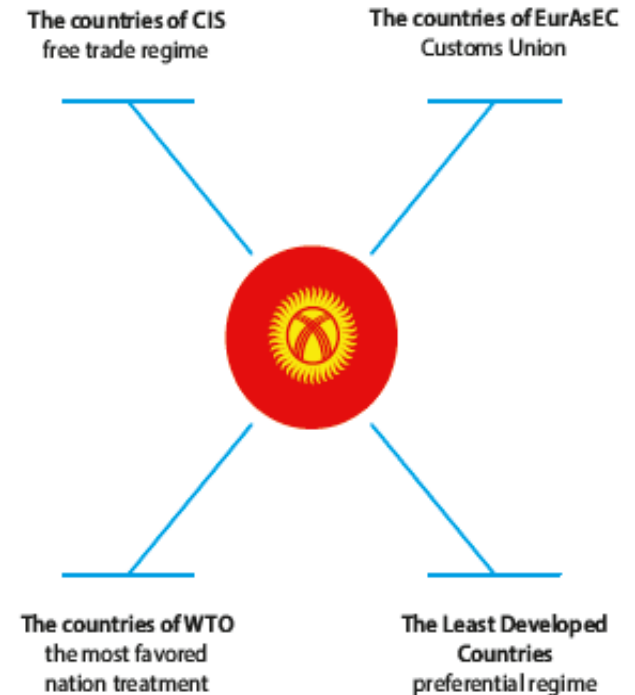 The countries of CIS
free trade regime
The countries of EurAsEC
Customs Union
The countries of WTO
the most favored
nation treatment
The Least Developed
Countries
preferential regime